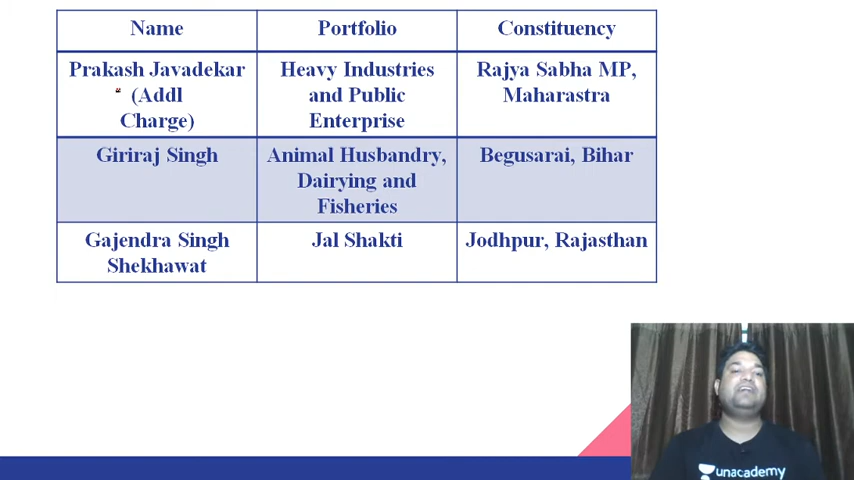 Name Portfolio Constituency
Prakash Javadekar Heavy Industries Rajya Sabha MP,
(Addl and Public Maharastra
Charge) Enterprise
Giriraj Singh Animal Husbandry, Begusarai, Bihar
Dairying and
Fisheries
Gajendra Singh Jal Shakti Jodhpur, Rajasthan
Shekhawat
unacademy